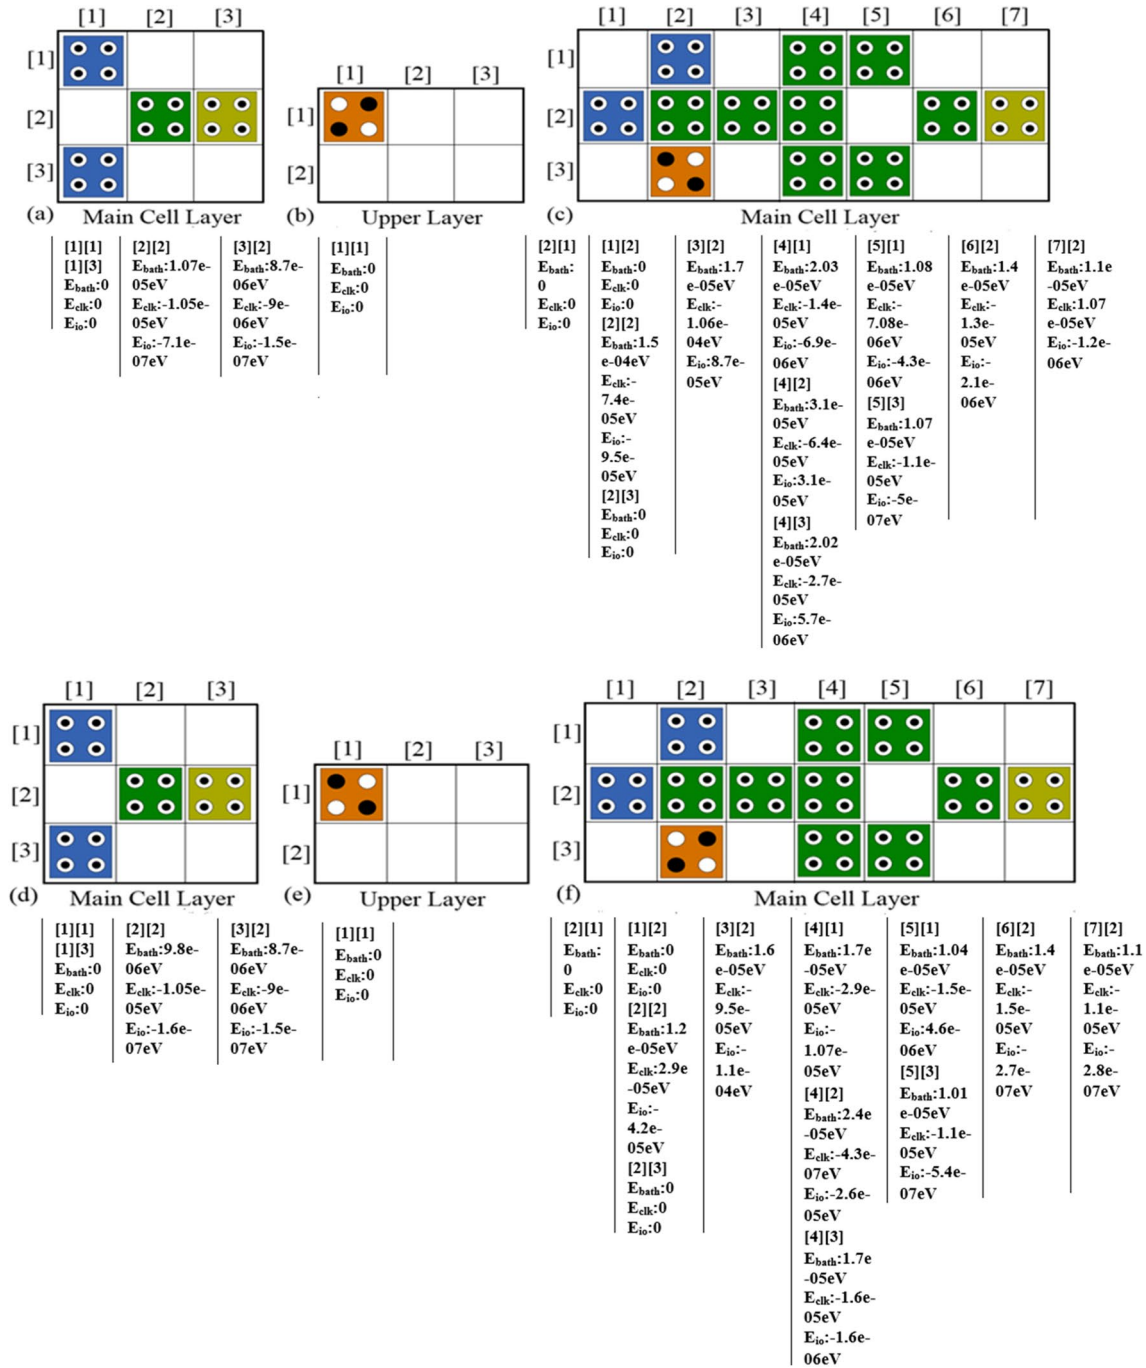 [1] [2] [3]
[1]
[2]
[3]
(a) Main Cell Layer
[1] [2] [3]
[1]
[2]
(b) Upper Layer
[1] [2] [3] [4] [5] [6] [7]
[1]
[2]
[3]
(c) Main Cell Layer
[1][1]
[1][3]
Ebath:0
Eclk:0
Eio:0
[2][2]
Ebath:1.07e-
05eV
Eclk:-1.05e-
05eV
Eio:-7.1e-
07eV
[3][2]
Ebath:8.7e-
06eV
Eclk:-9e-
06eV
Eio:-1.5e-
07eV
[1][1]
Ebath:0
Eclk:0
Eio:0
[2][1]
Ebath:
0
Eclk:0
Eio:0
[1][2]
Ebath:0
Eclk:0
Eio:0
[2][2]
Ebath:1.5
e-04eV
Eclk:-
7.4e-
05eV
Eio:-
9.5e-
05eV
[2][3]
Ebath:0
Eclk:0
Eio:0
[3][2]
Ebath:1.7
e-05eV
Eclk:-
1.06e-
04eV
Eio:8.7e-
05eV
[4][1]
Ebath:2.03
e-05eV
Eclk:-1.4e-
05eV
Eio:-6.9e-
06eV
[4][2]
Ebath:3.1e-
05eV
Eclk:-6.4e-
05eV
Eio:3.1e-
05eV
[4][3]
Ebath:2.02
e-05eV
Eclk:-2.7e-
05eV
Eio:5.7e-
06eV
[5][1]
Ebath:1.08
e-05eV
Eclk:-
7.08e-
06eV
Eio:-4.3e-
06eV
[5][3]
Ebath:1.07
e-05eV
Eclk:-1.1e-
05eV
Eio:-5e-
07eV
[6][2]
Ebath:1.4
e-05eV
Eclk:-
1.3e-
05eV
Eio:-
2.1e-
06eV
[7][2]
Ebath:1.1e
-05eV
Eclk:1.07
e-05eV
Eio:-1.2e-
06eV
[1] [2] [3]
[1]
[2]
[3]
(d) Main Cell Layer
[1] [2] [3]
[1]
[2]
(e) Upper Layer
[1] [2] [3] [4] [5] [6] [7]
[1]
[2]
[3]
(f) Main Cell Layer
[1][1]
[1][3]
Ebath:0
Eclk:0
Eio:0
[2][2]
Ebath:9.8e-
06eV
Eclk:-1.05e-
05eV
Eio:-1.6e-
07eV
[3][2]
Ebath:8.7e-
06eV
Eclk:-9e-
06eV
Eio:-1.5e-
07eV
[1][1]
Ebath:0
Eclk:0
Eio:0
[2][1]
Ebath:
0
Eclk:0
Eio:0
[1][2]
Ebath:0
Eclk:0
Eio:0
[2][2]
Ebath:1.2
e-05eV
Eclk:2.9e
-05eV
Eio:-
4.2e-
05eV
[2][3]
Ebath:0
Eclk:0
Eio:0
[3][2]
Ebath:1.6
e-05eV
Eclk:-
9.5e-
05eV
Eio:-
1.1e-
04eV
[4][1]
Ebath:1.7e
-05eV
Eclk:-2.9e-
05eV
Eio:-
1.07e-
05eV
[4][2]
Ebath:2.4e
-05eV
Eclk:-4.3e-
07eV
Eio:-2.6e-
05eV
[4][3]
Ebath:1.7e
-05eV
Eclk:-1.6e-
05eV
Eio:-1.6e-
06eV
[5][1]
Ebath:1.04
e-05eV
Eclk:-1.5e-
05eV
Eio:4.6e-
06eV
[5][3]
Ebath:1.01
e-05eV
Eclk:-1.1e-
05eV
Eio:-5.4e-
07eV
[6][2]
Ebath:1.4
e-05eV
Eclk:-
1.5e-
05eV
Eio:-
2.7e-
07eV
[7][2]
Ebath:1.1
e-05eV
Eclk:-
1.1e-
05eV
Eio:-
2.8e-
07eV